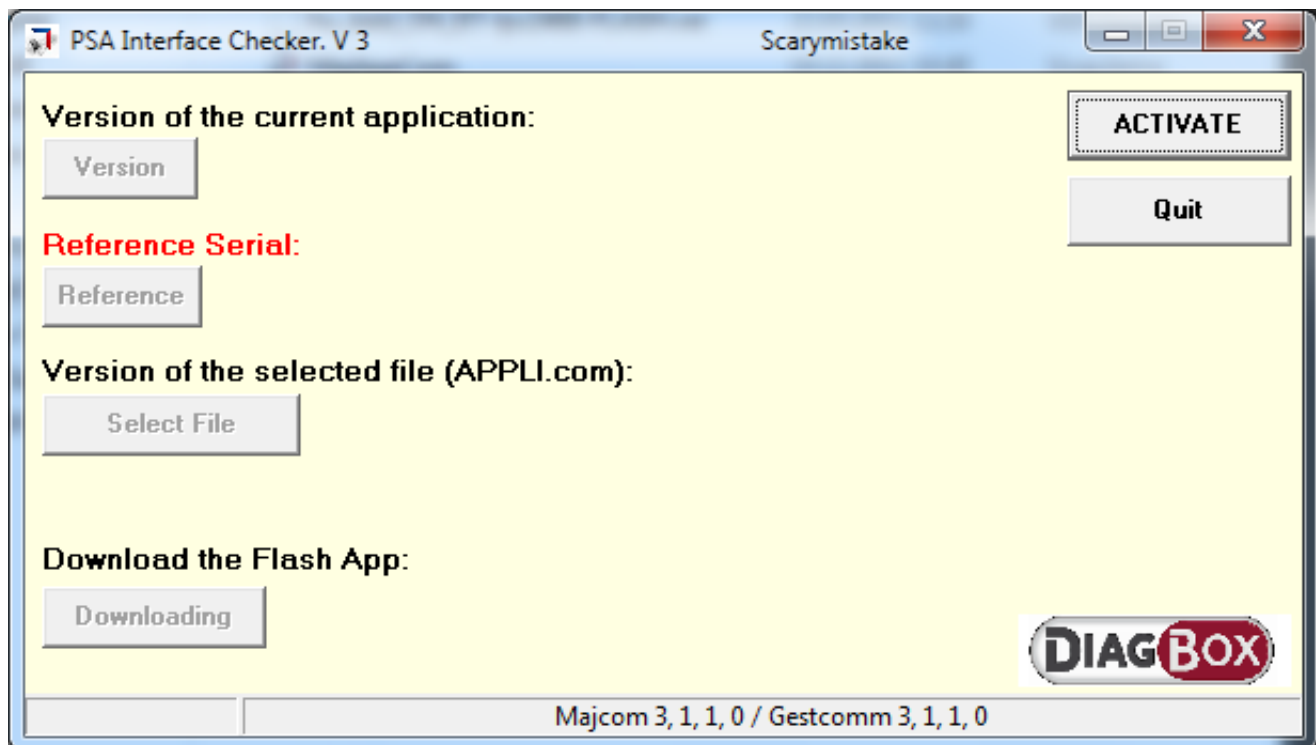 PSA Interface Checker. V 3 Scarymistake
Version of the current application:
ACTIVATE
Version
Quit
Reference Serial:
Reference
Version of the selected file (APPLI.com):
Select File
Download the Flash App:
Downloading
DIAGBOX
Majcom 3, 1, 1, 0 / Gestcomm 3, 1, 1, 0